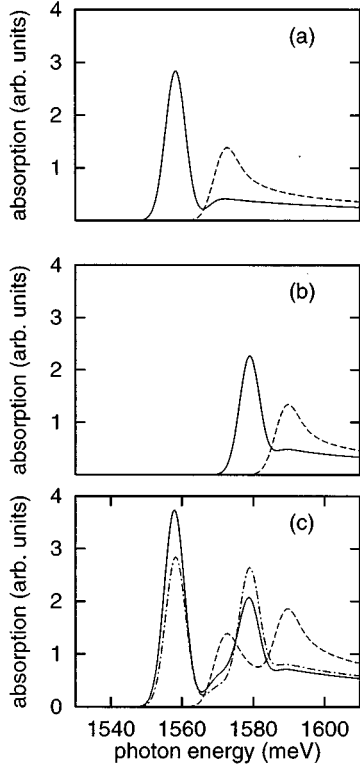 4
3
2
1
absorption (arb. units)
(a)
4
3
2
1
absorption (arb. units)
(b)
4
3
2
1
0
absorption (arb. units)
(c)
1540 1560 1580 1600
photon energy (meV)